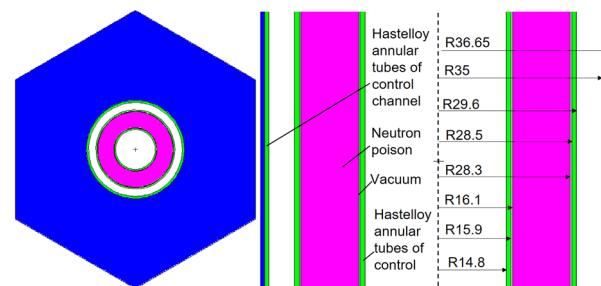 Hastelloy
annular
tubes of
control
channel
Neutron
poison
Vacuum
Hastelloy
annular
tubes of
control
R36.65
R35
R29.6
R28.5
R28.3
R16.1
R15.9
R14.8